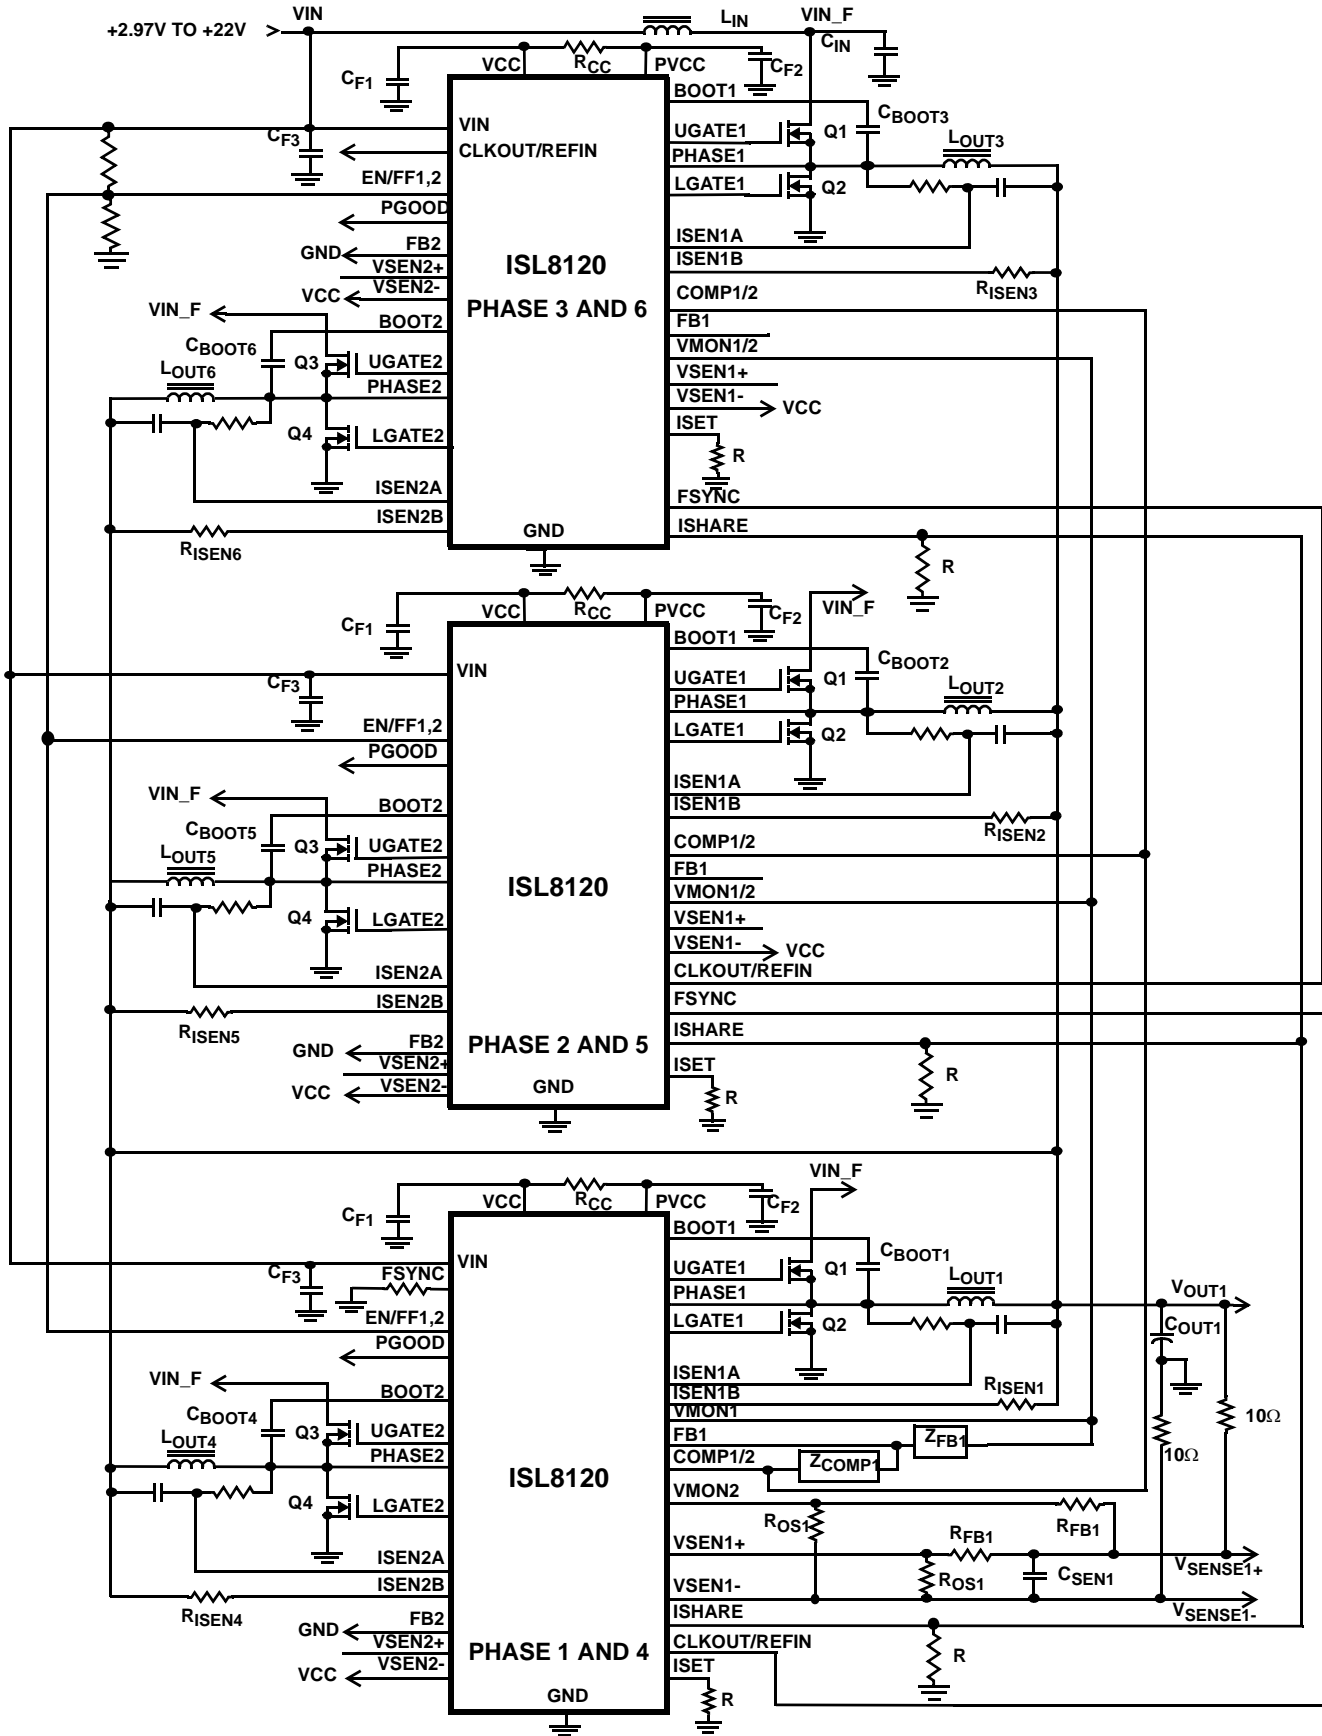 VIN
LIN
VIN_F
+2.97V TO +22V
CIN
VCC
RCC
PVCC
CF1
CF2
BOOT1
CBOOT3
VIN
CF3
UGATE1
Q1
LOUT3
CLKOUT/REFIN
PHASE1
EN/FF1,2
LGATE1
Q2
PGOOD
ISEN1A
FB2
GND
ISL8120
ISEN1B
VSEN2+
VCC
VSEN2-
RISEN3
PHASE 3 AND 6
COMP1/2
VIN_F
BOOT2
FB1
CBOOT6
Q3
UGATE2
VMON1/2
LOUT6
PHASE2
VSEN1+
VSEN1-
VCC
Q4
LGATE2
ISET
R
ISEN2A
FSYNC
ISEN2B
GND
ISHARE
RISEN6
R
VCC
RCC
PVCC
CF1
CF2
VIN_F
BOOT1
CBOOT2
VIN
CF3
UGATE1
Q1
LOUT2
PHASE1
EN/FF1,2
LGATE1
Q2
PGOOD
ISEN1A
VIN_F
BOOT2
ISEN1B
CBOOT5
RISEN2
Q3
UGATE2
COMP1/2
LOUT5
PHASE2
FB1
ISL8120
VMON1/2
Q4
LGATE2
VSEN1+
VSEN1-
VCC
ISEN2A
CLKOUT/REFIN
ISEN2B
FSYNC
RISEN5
ISHARE
GND
FB2
PHASE 2 AND 5
VSEN2+
ISET
R
VCC
VSEN2-
GND
R
VIN_F
VCC
RCC
PVCC
CF1
CF2
BOOT1
CBOOT1
VIN
CF3
FSYNC
UGATE1
Q1
LOUT1
VOUT1
PHASE1
EN/FF1,2
LGATE1
Q2
COUT1
PGOOD
ISEN1A
VIN_F
BOOT2
ISEN1B
RISEN1
CBOOT4
VMON1
10Ω
Q3
UGATE2
FB1
ZFB1
LOUT4
PHASE2
COMP1/2
ZCOMP1
10Ω
ISL8120
VMON2
Q4
LGATE2
ROS1
RFB1
VSEN1+
RFB1
ISEN2A
VSENSE1+
ISEN2B
VSEN1-
ROS1
CSEN1
RISEN4
ISHARE
VSENSE1-
GND
FB2
VSEN2+
PHASE 1 AND 4
CLKOUT/REFIN
VCC
VSEN2-
ISET
R
GND
R